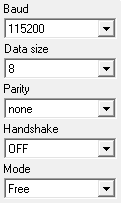 Baud
115200
Data size
8
Parity
none
Handshake
OFF
Mode
Free